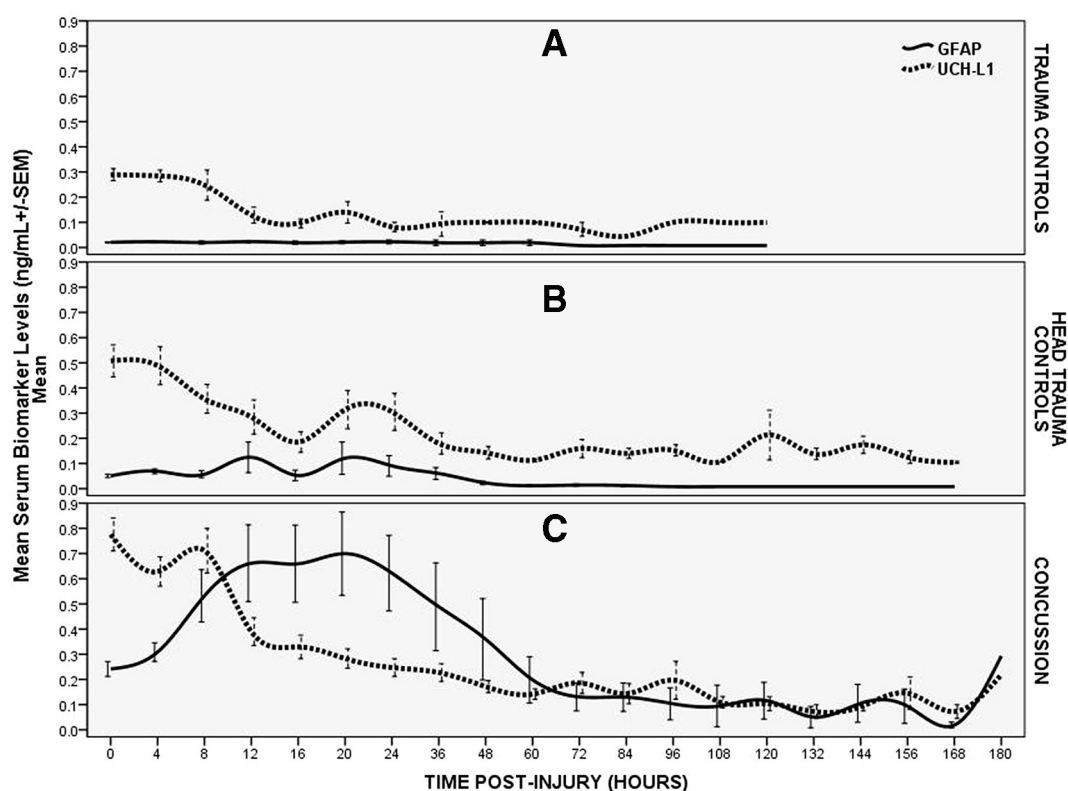 Mean Serum Biomarker Levels (ng/mL+/-SEM)
Mean
A
GFAP
UCH-L1
0.9
0.8
0.7
0.6
0.5
0.4
0.3
0.2
0.1
0.0
TRAUMA CONTROLS
B
0.9
0.8
0.7
0.6
0.5
0.4
0.3
0.2
0.1
0.0
HEAD TRAUMA
CONTROLS
C
0.9
0.8
0.7
0.6
0.5
0.4
0.3
0.2
0.1
0.0
CONCUSSION
0 4 8 12 16 20 24 36 48 60 72 84 96 108 120 132 144 156 168 180
TIME POST-INJURY (HOURS)